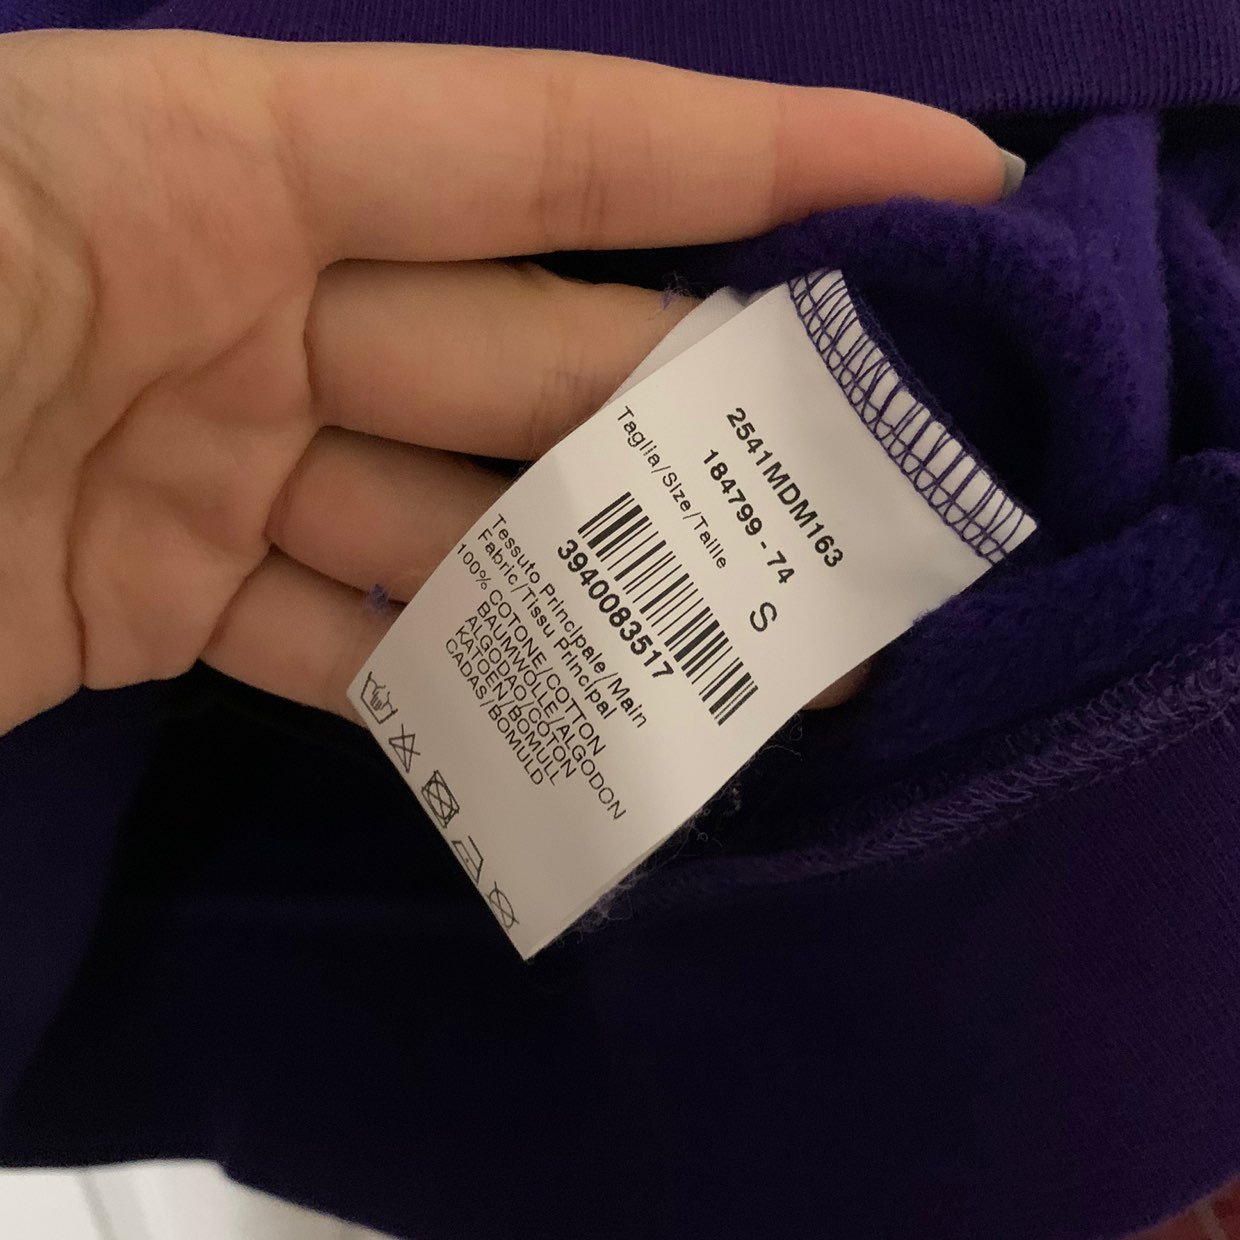 2541MDM163
184799 - 74
Taglia/Size/Taille
S
3940083517
Tessuto Principale/Main
Fabric/Tissu Principal
100% COTONE/COTTON
BAUMWOLLE/COTTON
ALGODAO/COTON/ALGODON
KATOEN/BOMULL
CADAS/BOMULD